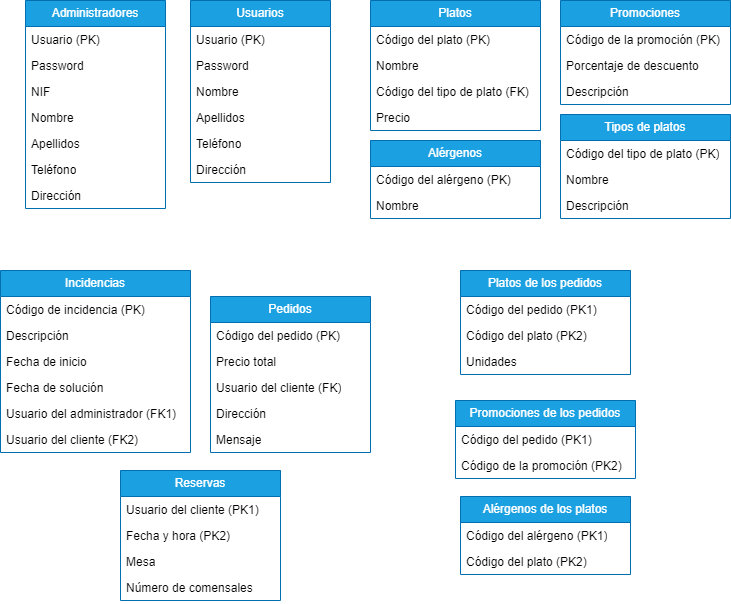 Administradores
Usuario (PK)
Password
NIF
Nombre
Apellidos
Teléfono
Dirección
Usuarios
Usuario (PK)
Password
Nombre
Apellidos
Teléfono
Dirección
Platos
Código del plato (PK)
Nombre
Código del tipo de plato (FK)
Precio
Alérgenos
Código del alérgeno (PK)
Nombre
Promociones
Código de la promoción (PK)
Porcentaje de descuento
Descripción
Tipos de platos
Código del tipo de plato (PK)
Nombre
Descripción
Incidencias
Código de incidencia (PK)
Descripción
Fecha de inicio
Fecha de solución
Usuario del administrador (FK1)
Usuario del cliente (FK2)
Pedidos
Código del pedido (PK)
Precio total
Usuario del cliente (FK)
Dirección
Mensaje
Reservas
Usuario del cliente (PK1)
Fecha y hora (PK2)
Mesa
Número de comensales
Platos de los pedidos
Código del pedido (PK1)
Código del plato (PK2)
Unidades
Promociones de los pedidos
Código del pedido (PK1)
Código de la promoción (PK2)
Alérgenos de los platos
Código del alérgeno (PK1)
Código del plato (PK2)